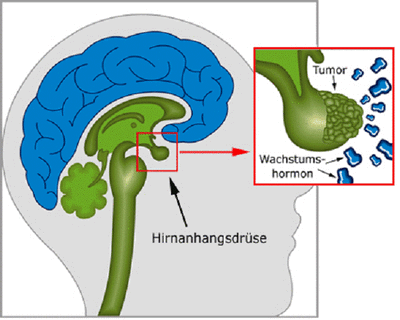 Tumor
Wachstums-
hormon
Hirnanhangsdrüse